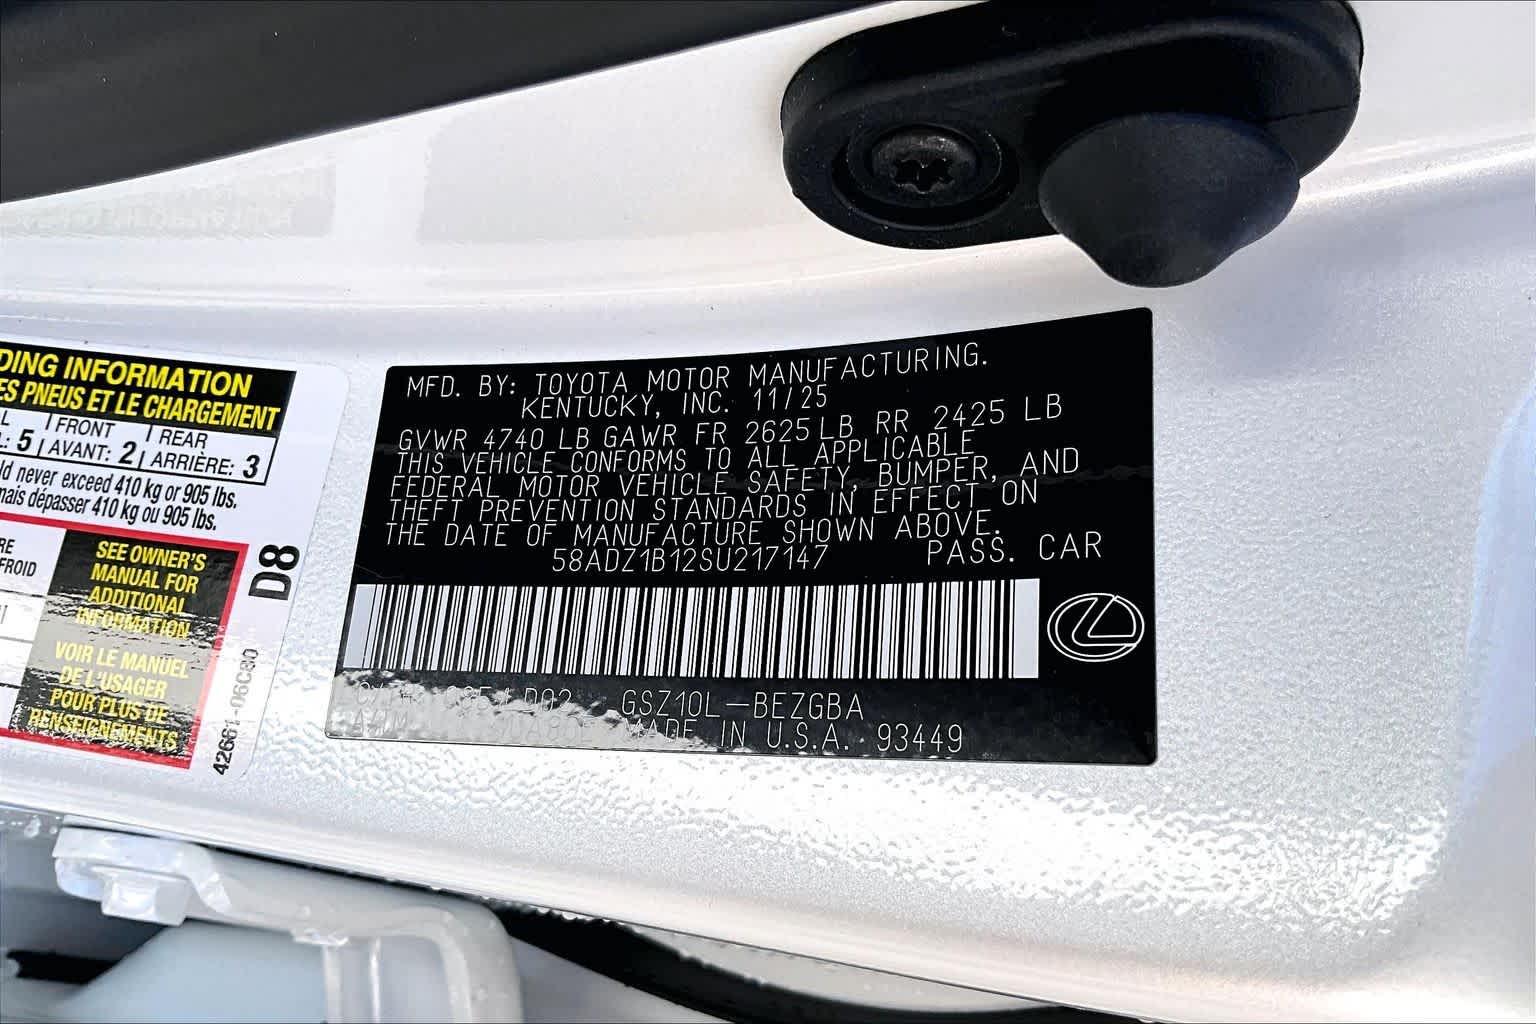 DING INFORMATION
ES PNEUS ET LE CHARGEMENT
L | FRONT | REAR
: 5 | AVANT: 2 | ARRIÈRE: 3
ld never exceed 410 kg or 905 lbs.
mais dépasser 410 kg ou 905 lbs.
RE
FROID
SEE OWNER'S
MANUAL FOR
ADDITIONAL
INFORMATION
VOIR LE MANUEL
DE L'USAGER
POUR PLUS DE
RENSEIGNEMENTS
D8
42661-06C80
MFD. BY: TOYOTA MOTOR MANUFACTURING.
KENTUCKY, INC. 11/25
GVWR 4740 LB GAWR FR 2625 LB RR 2425 LB
THIS VEHICLE CONFORMS TO ALL APPLICABLE
FEDERAL MOTOR VEHICLE SAFETY, BUMPER, AND
THEFT PREVENTION STANDARDS IN EFFECT ON
THE DATE OF MANUFACTURE SHOWN ABOVE.
58ADZ1B12SU217147 PASS. CAR
GSZ10L-BEZGBA
MADE IN U.S.A. 93449